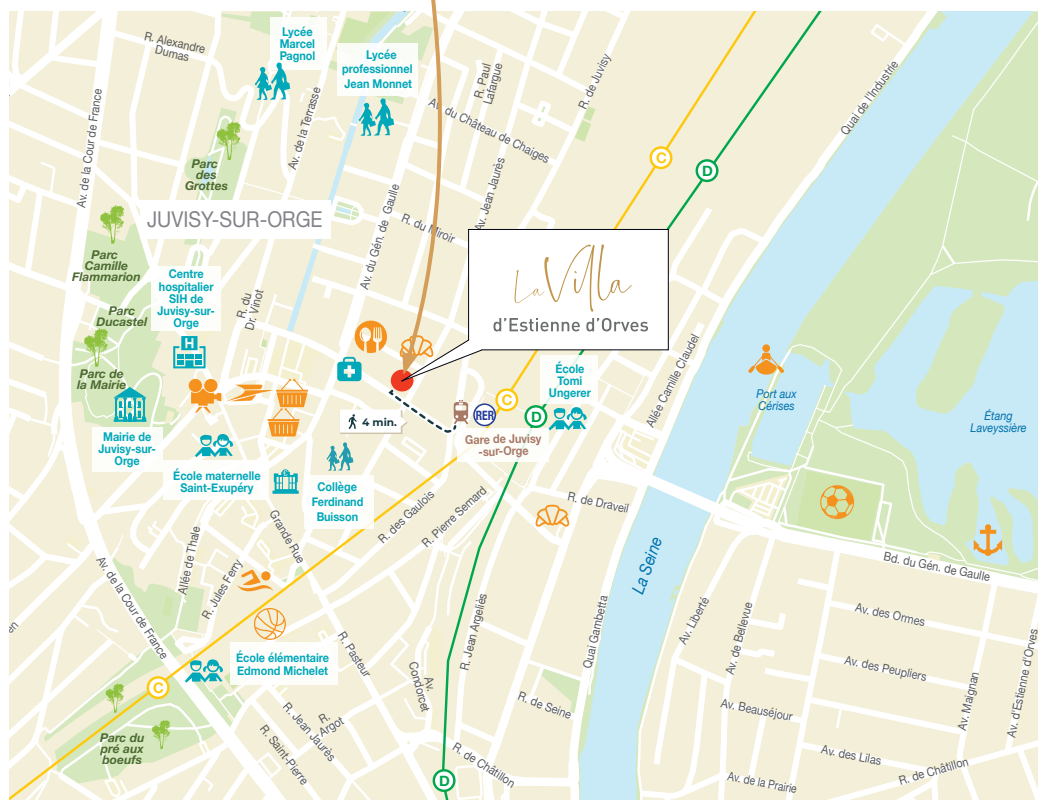 R. Alexandre
Dumas
Lycée
Marcel
Pagnol
Lycée
professionnel
Jean Monnet
R. Paul
Lafargue
R. de Juvisy
Quai de l'Industrie
Av. de la Cour de France
Av. de la Terrasse
Av. du Château de Chaiges
C
D
Parc
des
Grottes
Av. du Gén. de Gaulle
R. du Miroir
Av. Jean Jaurès
JUVISY-SUR-ORGE
Parc
Camille
Flammarion
Centre
hospitalier
SIH de
Juvisy-sur-
Orge
H
Parc
Ducastel
R. du
Dr. Vinot
La Villa
d'Estienne d'Orves
Parc de
la Mairie
École
Tomi
Ungerer
Allée Camille Claudel
Port aux
Cérises
Étang
Laveyssière
4 min.
RER
C
D
Gare de Juvisy
-sur-Orge
Mairie de
Juvisy-sur-
Orge
École maternelle
Saint-Exupéry
Collège
Ferdinand
Buisson
R. des Gaulois
R. Pierre Semard
R. de Draveil
Grande Rue
Allée de Thale
R. Jules Ferry
Av. de la Cour de France
La Seine
Bd. du Gén. de Gaulle
en
École élémentaire
Edmond Michelet
R. Pasteur
R. Jean Argeliès
Quai Gambetta
Av. Liberté
Av. de Bellevue
Av. des Ormes
Av. des Peupliers
Av. Maignan
Av. d'Estienne d'Orves
C
Av.
Condorcet
R. de Seine
Av. Beauséjour
Parc du
pré aux
boeufs
R. Jean Jaurès
R.
Argot
R. Saint-Pierre
R. de Châtillon
D
Av. des Lilas
Av. de la Prairie
R. de Châtillon